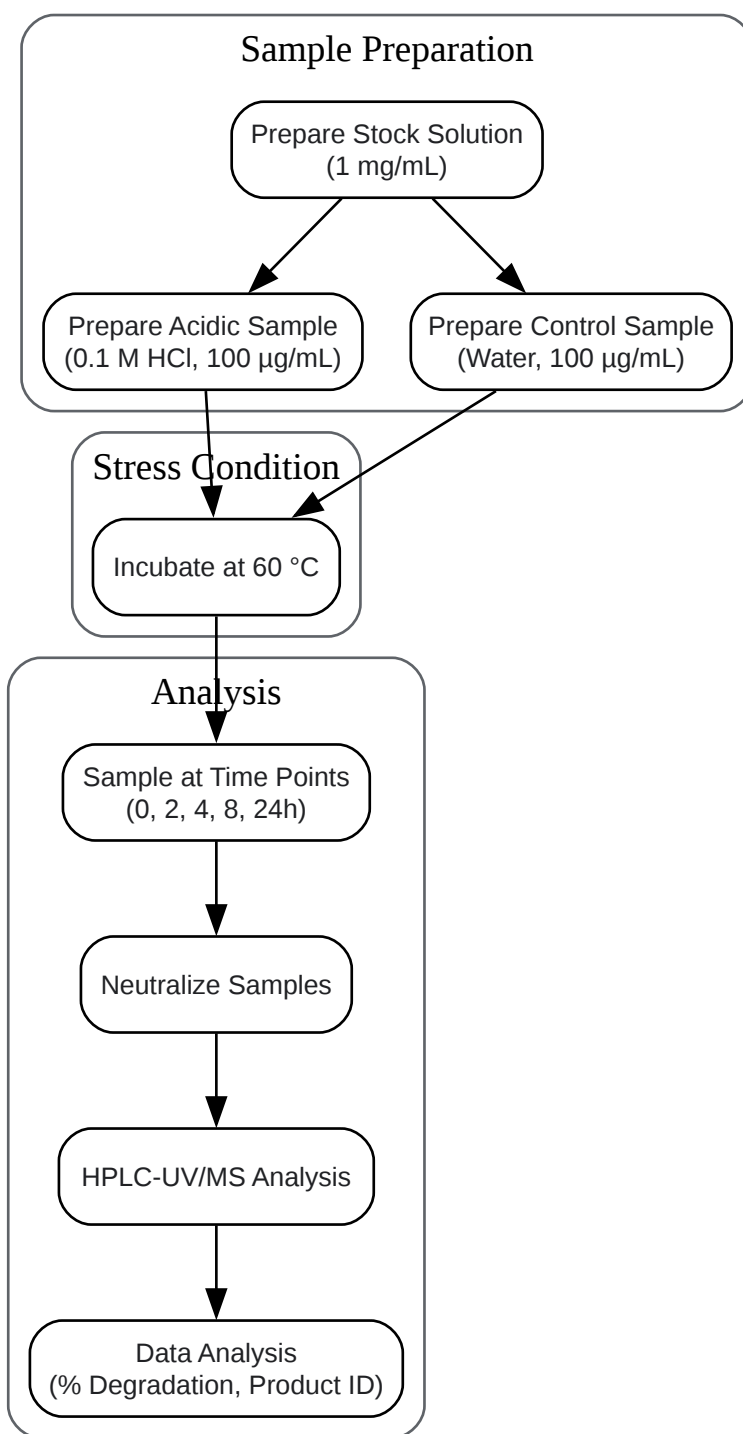 Sample Preparation
Prepare Stock Solution
(1 mg/mL)
Prepare Acidic Sample
(0.1 M HCl, 100 µg/mL)
Prepare Control Sample
(Water, 100 µg/mL)
Stress Condition
Incubate at 60 °C
Analysis
Sample at Time Points
(0, 2, 4, 8, 24h)
Neutralize Samples
HPLC-UV/MS Analysis
Data Analysis
(% Degradation, Product ID)